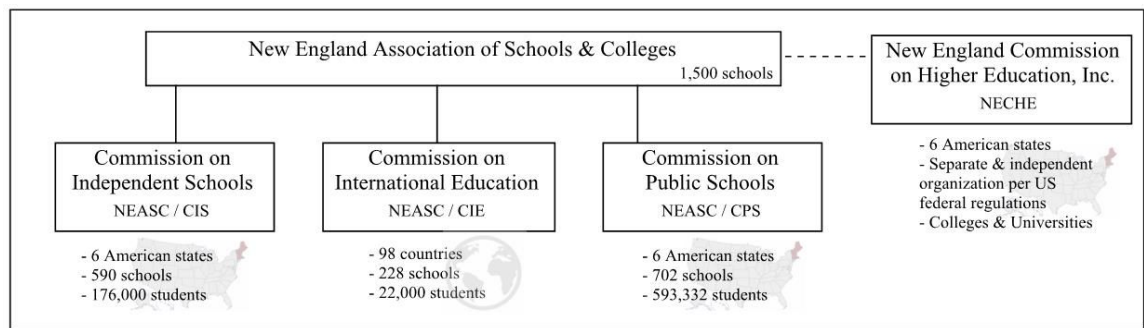 New England Association of Schools & Colleges
1,500 schools
New England Commission
on Higher Education, Inc.
NECHE
- 6 American states
- Separate & independent
organization per US
federal regulations
- Colleges & Universities
Commission on
Independent Schools
NEASC / CIS
- 6 American states
- 590 schools
- 176,000 students
Commission on
International Education
NEASC / CIE
- 98 countries
- 228 schools
- 22,000 students
Commission on
Public Schools
NEASC / CPS
- 6 American states
- 702 schools
- 593,332 students